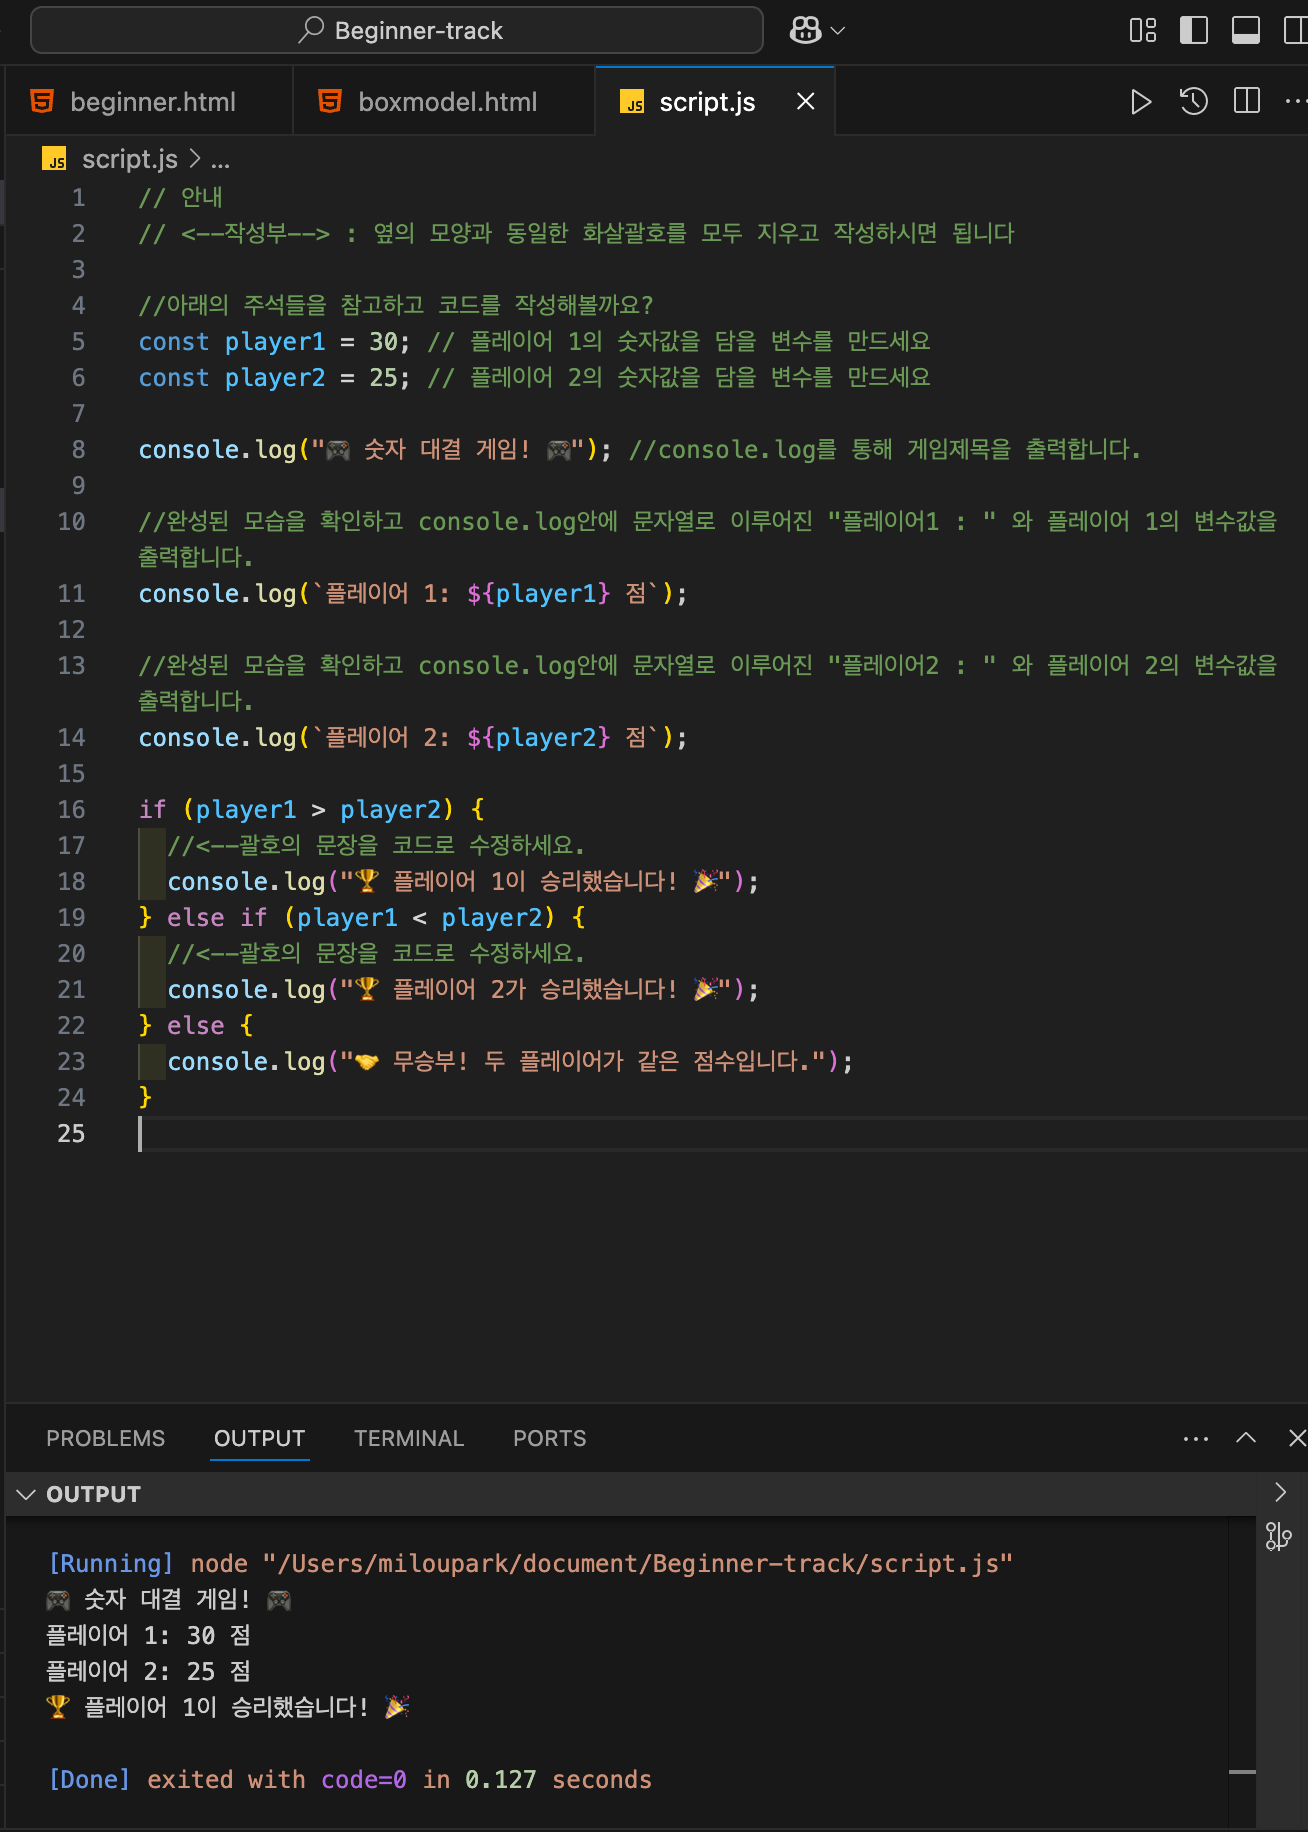 Beginner-track
beginner.html
boxmodel.html
JS script.js
JS script.js > ...
1 // 안내
2 // <--작성부--> : 옆의 모양과 동일한 화살괄호를 모두 지우고 작성하시면 됩니다
3
4 //아래의 주석들을 참고하고 코드를 작성해볼까요?
5 const player1 = 30; // 플레이어 1의 숫자값을 담을 변수를 만드세요
6 const player2 = 25; // 플레이어 2의 숫자값을 담을 변수를 만드세요
7
8 console.log("🎮 숫자 대결 게임! 🎮"); //console.log를 통해 게임제목을 출력합니다.
9
10 //완성된 모습을 확인하고 console.log안에 문자열로 이루어진 "플레이어1 : " 와 플레이어 1의 변수값을
출력합니다.
11 console.log(`플레이어 1: ${player1} 점`);
12
13 //완성된 모습을 확인하고 console.log안에 문자열로 이루어진 "플레이어2 : " 와 플레이어 2의 변수값을
출력합니다.
14 console.log(`플레이어 2: ${player2} 점`);
15
16 if (player1 > player2) {
17 //<--괄호의 문장을 코드로 수정하세요.
18 console.log("🏆 플레이어 1이 승리했습니다! 🎉");
19 } else if (player1 < player2) {
20 //<--괄호의 문장을 코드로 수정하세요.
21 console.log("🏆 플레이어 2가 승리했습니다! 🎉");
22 } else {
23 console.log("🤝 무승부! 두 플레이어가 같은 점수입니다.");
24 }
25
PROBLEMS OUTPUT TERMINAL PORTS
OUTPUT
[Running] node "/Users/miloupark/document/Beginner-track/script.js"
🎮 숫자 대결 게임! 🎮
플레이어 1: 30 점
플레이어 2: 25 점
🏆 플레이어 1이 승리했습니다! 🎉
[Done] exited with code=0 in 0.127 seconds